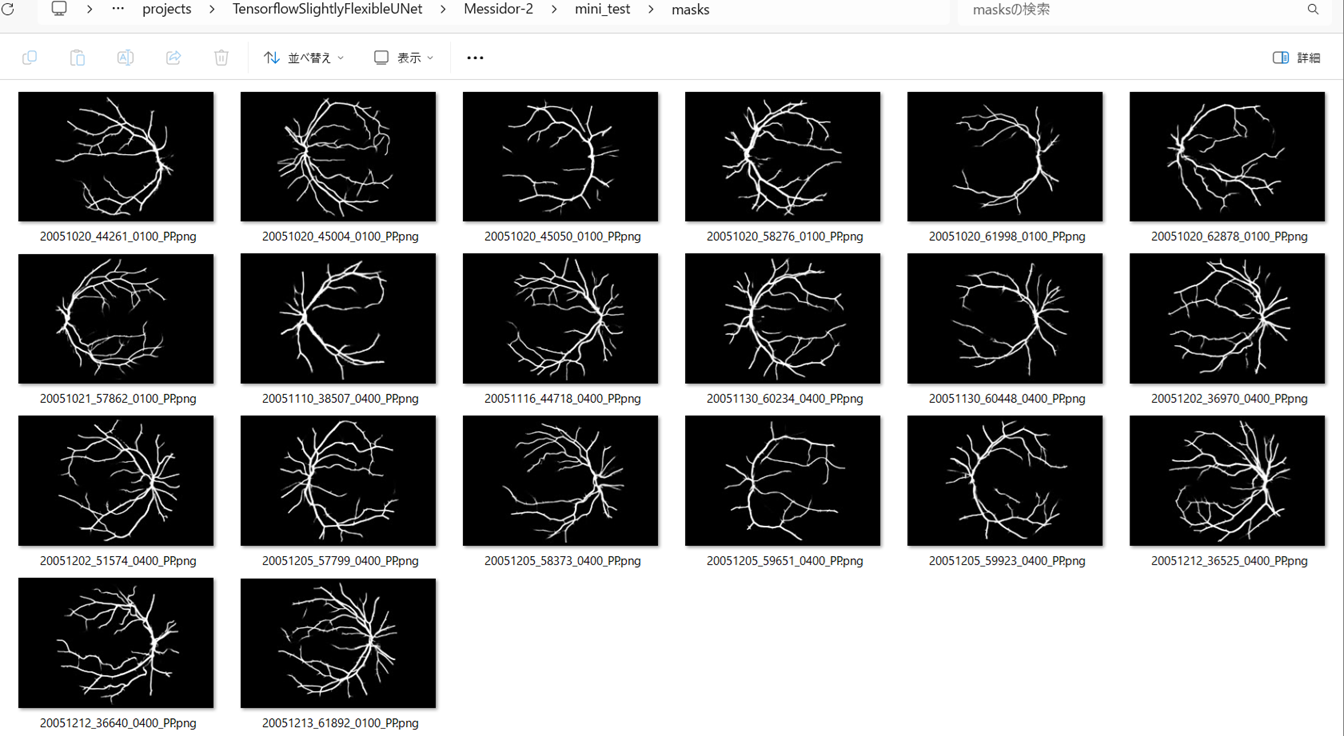 projects > TensorflowSlightlyFlexibleUNet > Messidor-2 > mini_test > masks
masksの検索
並べ替え
表示
詳細
20051020_44261_0100_PP.png 20051020_45004_0100_PP.png 20051020_45050_0100_PP.png 20051020_58276_0100_PP.png 20051020_61998_0100_PP.png 20051020_62878_0100_PP.png
20051021_57862_0100_PP.png 20051110_38507_0400_PP.png 20051116_44718_0400_PP.png 20051130_60234_0400_PP.png 20051130_60448_0400_PP.png 20051202_36970_0400_PP.png
20051202_51574_0400_PP.png 20051205_57799_0400_PP.png 20051205_58373_0400_PP.png 20051205_59651_0400_PP.png 20051205_59923_0400_PP.png 20051212_36525_0400_PP.png
20051212_36640_0400_PP.png 20051213_61892_0100_PP.png